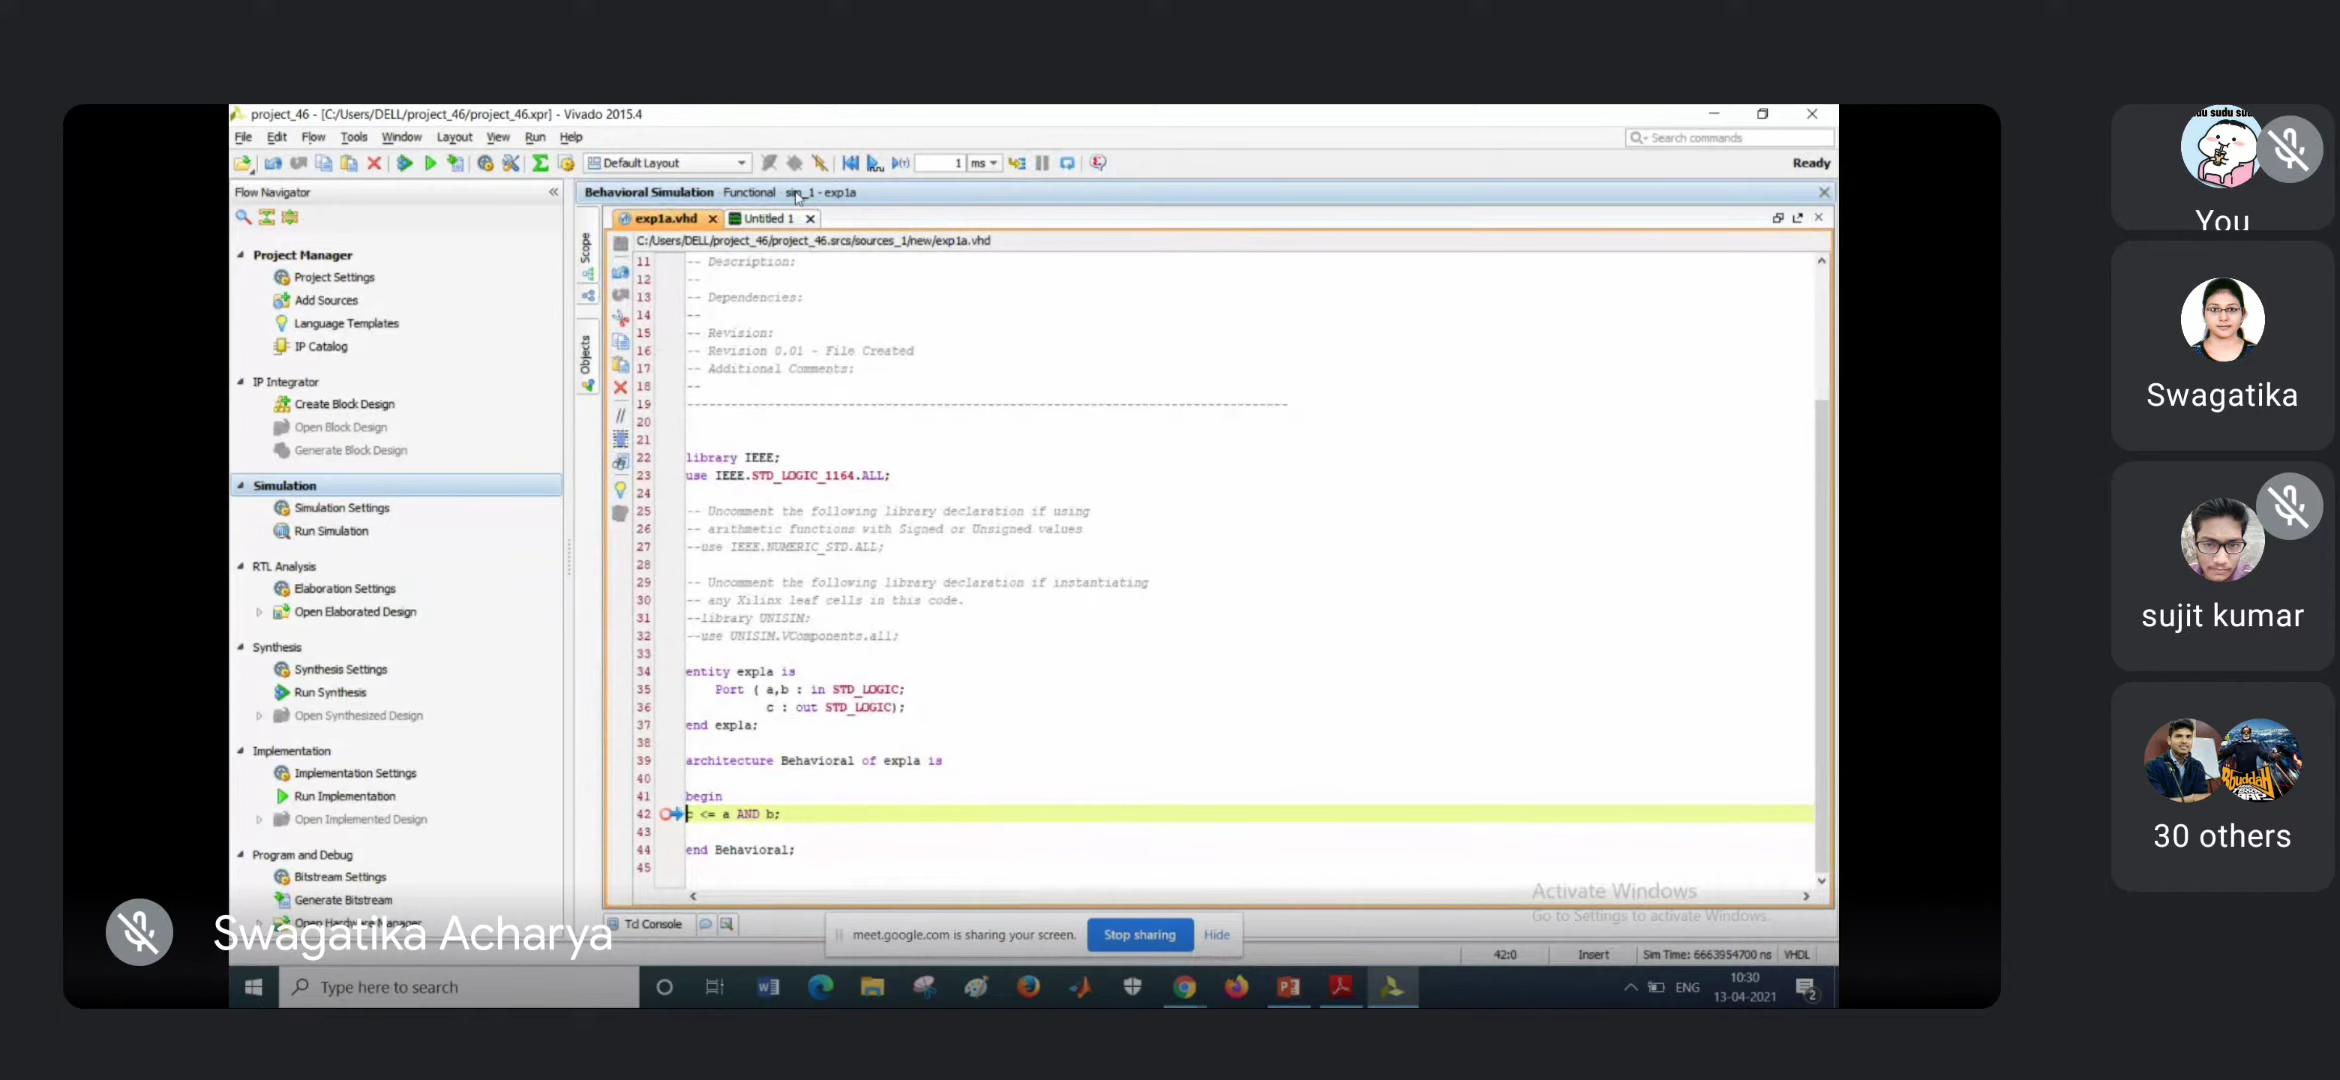 project_46 - [C:/Users/DELL/project_46/project_46.xpr] - Vivado 2015.4
File Edit Flow Tools Window Layout View Run Help
Search commands
Default Layout
1 ms
Ready
Flow Navigator
Behavioral Simulation - Functional - sim_1 - exp1a
exp1a.vhd
Untitled 1
C:/Users/DELL/project_46/project_46.srcs/sources_1/new/exp1a.vhd
Scope
Objects
Project Manager
Project Settings
Add Sources
Language Templates
IP Catalog
IP Integrator
Create Block Design
Open Block Design
Generate Block Design
Simulation
Simulation Settings
Run Simulation
RTL Analysis
Elaboration Settings
Open Elaborated Design
Synthesis
Synthesis Settings
Run Synthesis
Open Synthesized Design
Implementation
Implementation Settings
Run Implementation
Open Implemented Design
Program and Debug
Bitstream Settings
Generate Bitstream
Open Hardware Manager
11 -- Description:
12 --
13 -- Dependencies:
14 --
15 -- Revision:
16 -- Revision 0.01 - File Created
17 -- Additional Comments:
18 --
19 ----------------------------------------------------------------------------------
20
21
22 library IEEE;
23 use IEEE.STD_LOGIC_1164.ALL;
24
25 -- Uncomment the following library declaration if using
26 -- arithmetic functions with Signed or Unsigned values
27 --use IEEE.NUMERIC_STD.ALL;
28
29 -- Uncomment the following library declaration if instantiating
30 -- any Xilinx leaf cells in this code.
31 --library UNISIM;
32 --use UNISIM.VComponents.all;
33
34 entity exp1a is
35 Port ( a,b : in STD_LOGIC;
36 c : out STD_LOGIC);
37 end exp1a;
38
39 architecture Behavioral of exp1a is
40
41 begin
42 c <= a AND b;
43
44 end Behavioral;
45
Activate Windows
Go to Settings to activate Windows.
Tcl Console
meet.google.com is sharing your screen.
Stop sharing
Hide
42:0
Insert
Sim Time: 6663954700 ns
VHDL
Swagatika Acharya
Type here to search
ENG
10:30
13-04-2021
2
You
Swagatika
sujit kumar
30 others